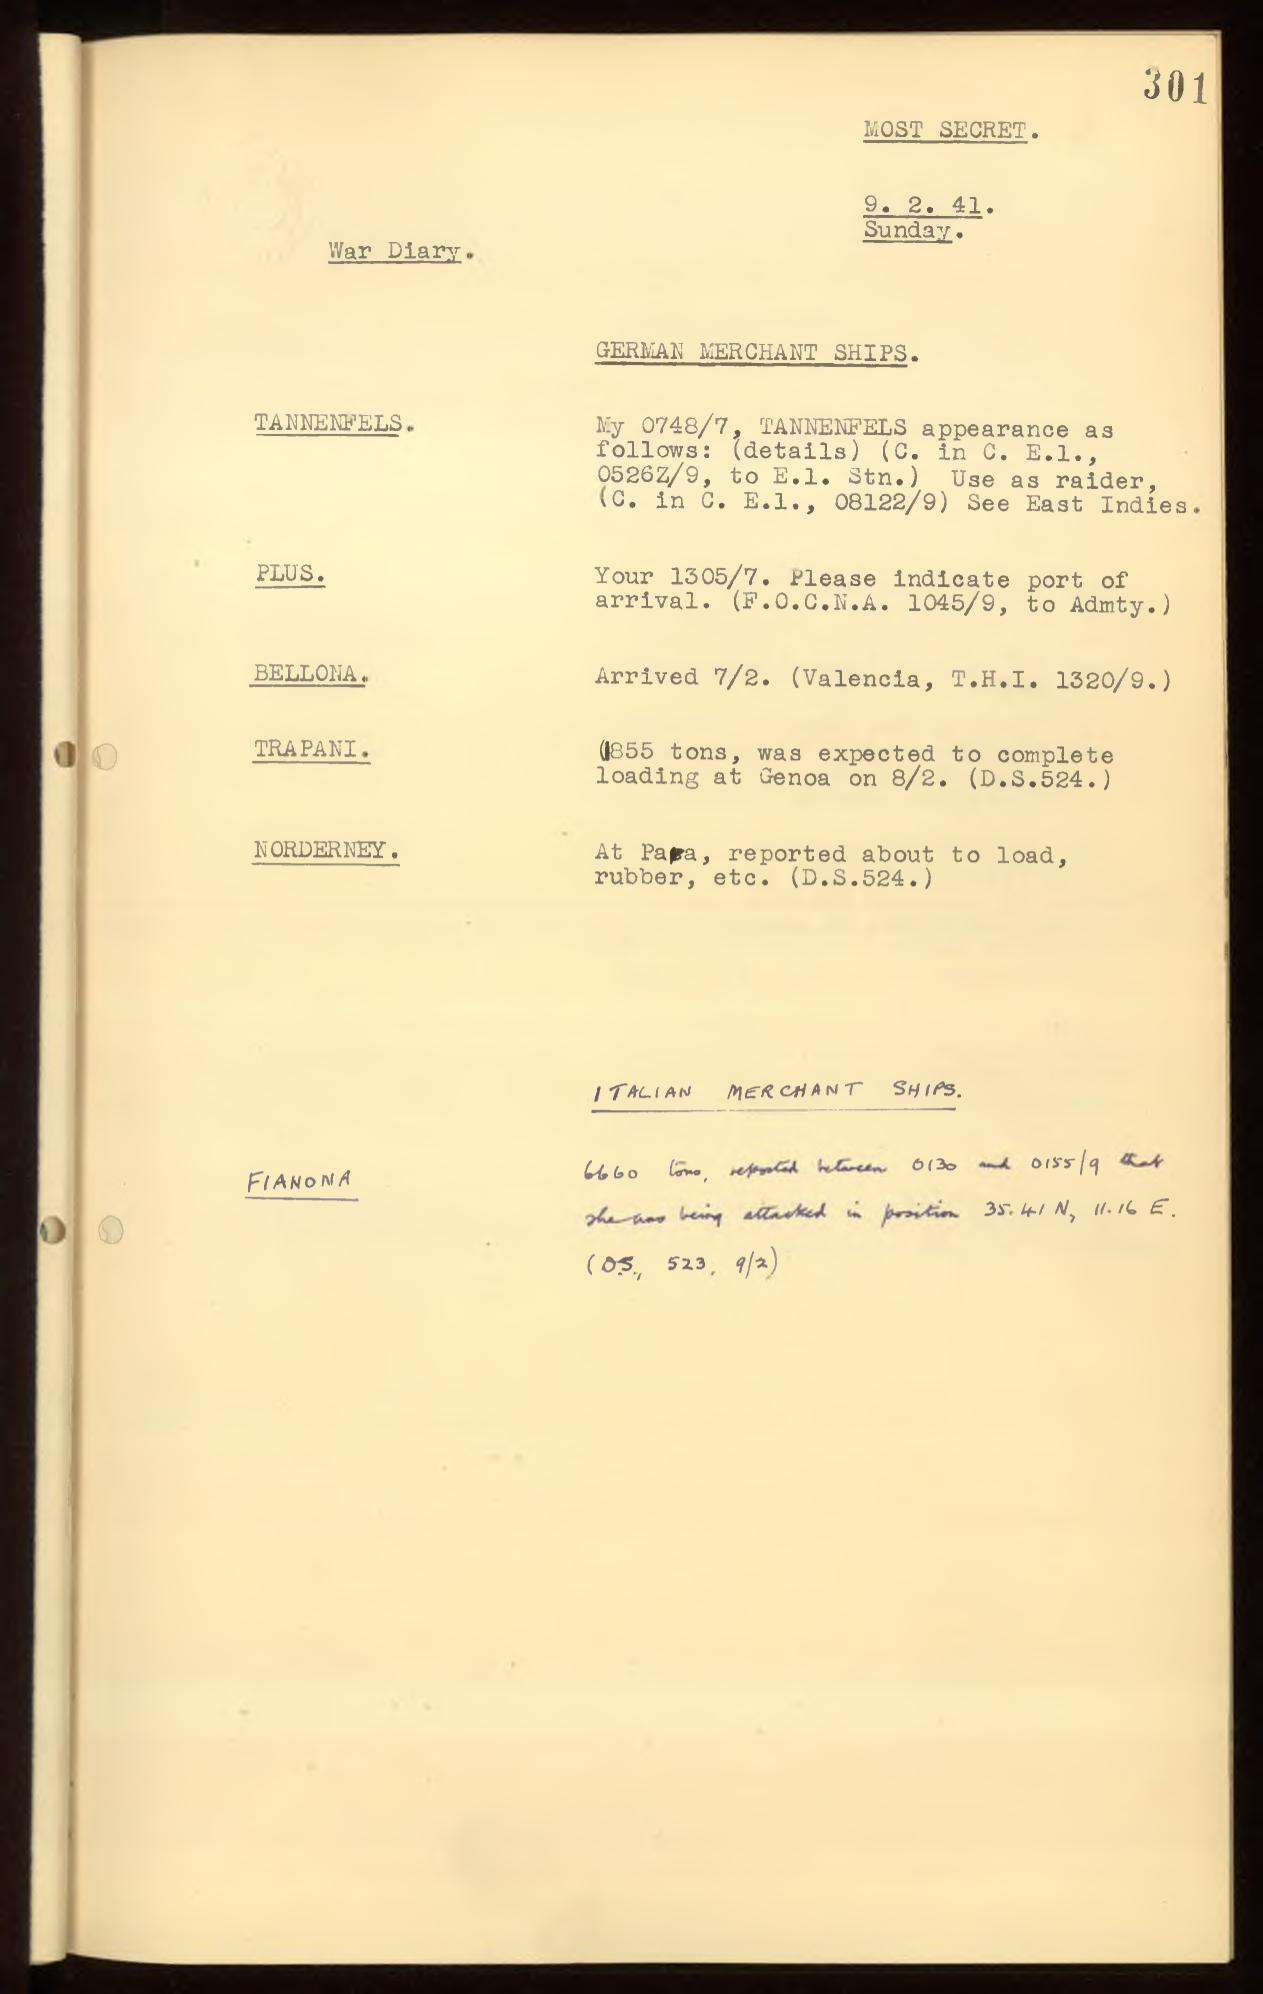 301
MOST SECRET.
9. 2. 41.
Sunday.
War Diary.
GERMAN MERCHANT SHIPS.
TANNENFELS.
My 0748/7, TANNENFELS appearance as
follows: (details) (C. in C. E.l.,
0526Z/9, to E.l. Stn.) Use as raider,
(C. in C. E.l., 08122/9) See East Indies.
PLUS.
Your 1305/7. Please indicate port of
arrival. (F.O.C.N.A. 1045/9, to Admty.)
BELLONA.
Arrived 7/2. (Valencia, T.H.I. 1320/9.)
TRAPANI.
(1855 tons, was expected to complete
loading at Genoa on 8/2. (D.S.524.)
NORDERNEY.
At Para, reported about to load,
rubber, etc. (D.S.524.)
ITALIAN MERCHANT SHIPS.
FIANONA
6660 tons, reported between 0130 and 0155/9 that
she was being attacked in position 35.41 N, 11.16 E.
(D.S., 523, 9/2)